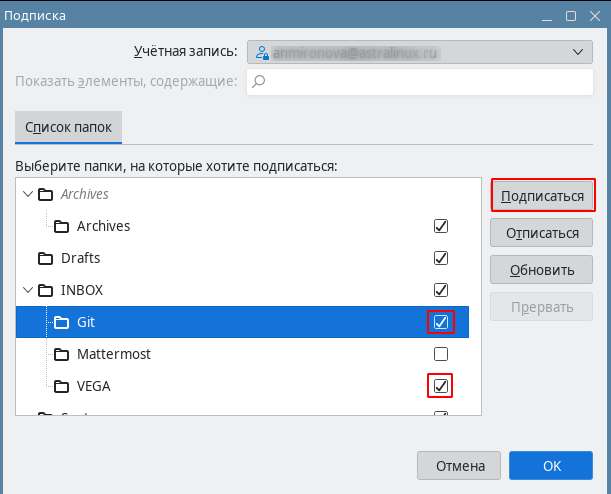 Подписка
Учётная запись: anmironova@astralinux.ru
Показать элементы, содержащие:
Список папок
Выберите папки, на которые хотите подписаться:
Archives
Подписаться
Archives
Отписаться
Drafts
Обновить
INBOX
Прервать
Git
Mattermost
VEGA
Отмена
OK